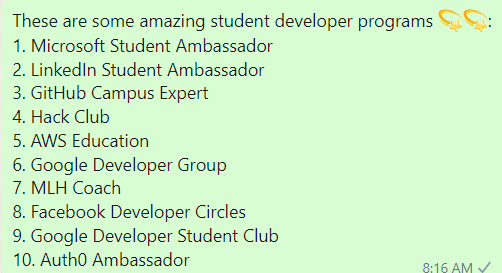 These are some amazing student developer programs 💫💫:
1. Microsoft Student Ambassador
2. LinkedIn Student Ambassador
3. GitHub Campus Expert
4. Hack Club
5. AWS Education
6. Google Developer Group
7. MLH Coach
8. Facebook Developer Circles
9. Google Developer Student Club
10. Auth0 Ambassador
8:16 AM ✓